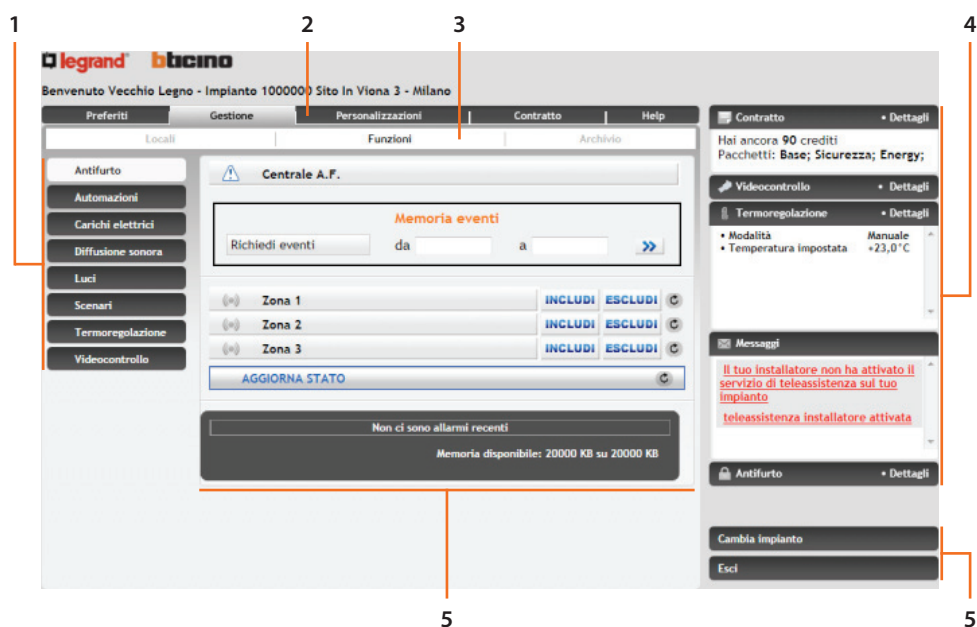 1 2 3 4
legrand bticino
Benvenuto Vecchio Legno - Impianto 1000000 Sito In Viona 3 - Milano
Preferiti Gestione Personalizzazioni | Contratto | Help
Locali Funzioni Archivio
Antifurto
Automazioni
Carichi elettrici
Diffusione sonora
Luci
Scenari
Termoregolazione
Videocontrollo
Centrale A.F.
Memoria eventi
Richiedi eventi da a »
Zona 1 INCLUDI ESCLUDI
Zona 2 INCLUDI ESCLUDI
Zona 3 INCLUDI ESCLUDI
AGGIORNA STATO
Non ci sono allarmi recenti
Memoria disponibile: 20000 KB su 20000 KB
Contratto • Dettagli
Hai ancora 90 crediti
Pacchetti: Base; Sicurezza; Energy;
Videocontrollo • Dettagli
Termoregolazione • Dettagli
• Modalità Manuale
• Temperatura impostata +23,0°C
Messaggi
Il tuo installatore non ha attivato il
servizio di teleassistenza sul tuo
impianto
teleassistenza installatore attivata
Antifurto • Dettagli
Cambia impianto
Esci
5 5